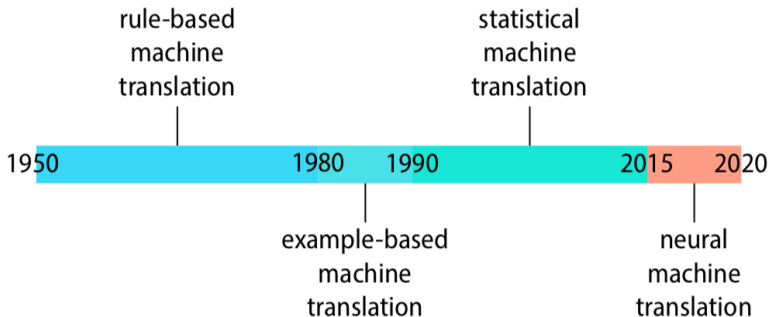 rule-based
machine
translation
statistical
machine
translation
1950
1980
1990
2015
2020
example-based
machine
translation
neural
machine
translation